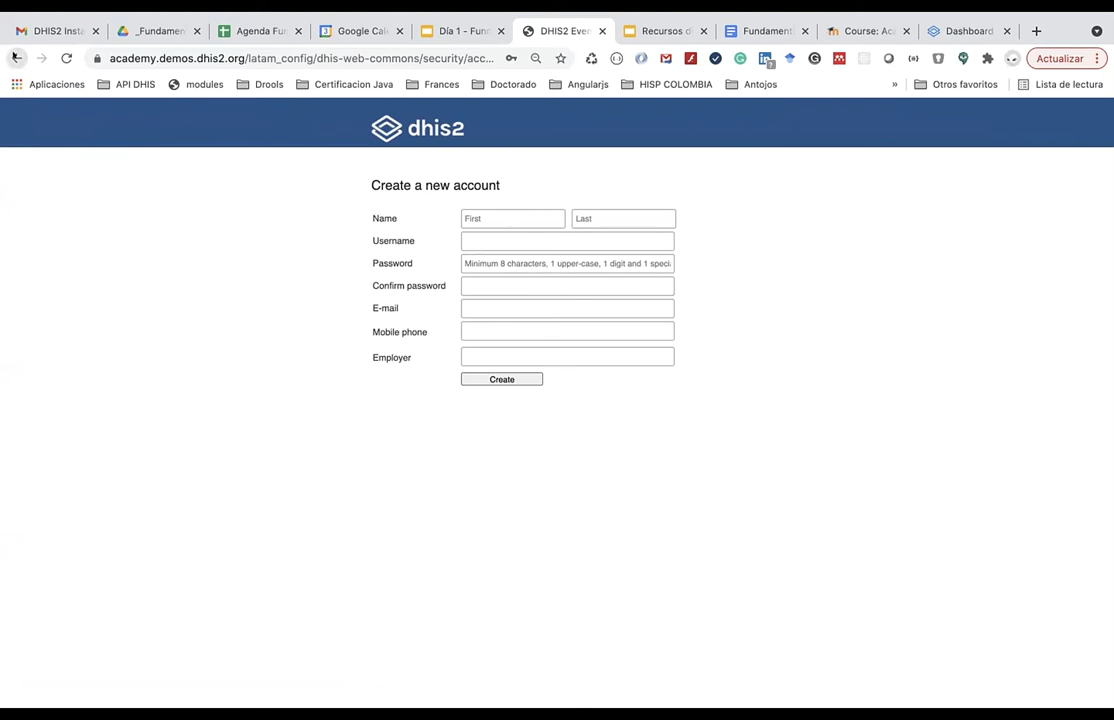 DHIS2 Insta
_Fundamen
Agenda Fur
Google Cale
Día 1 - Fun
DHIS2 Ever
Recursos d
Fundament
Course: Ac
Dashboard
academy.demos.dhis2.org/latam_config/dhis-web-commons/security/acc...
Actualizar
Aplicaciones
API DHIS
modules
Drools
Certificacion Java
Frances
Doctorado
Angularjs
HISP COLOMBIA
Antojos
»
Otros favoritos
Lista de lectura
dhis2
Create a new account
Name First Last
Username
Password Minimum 8 characters, 1 upper-case, 1 digit and 1 speci
Confirm password
E-mail
Mobile phone
Employer
Create